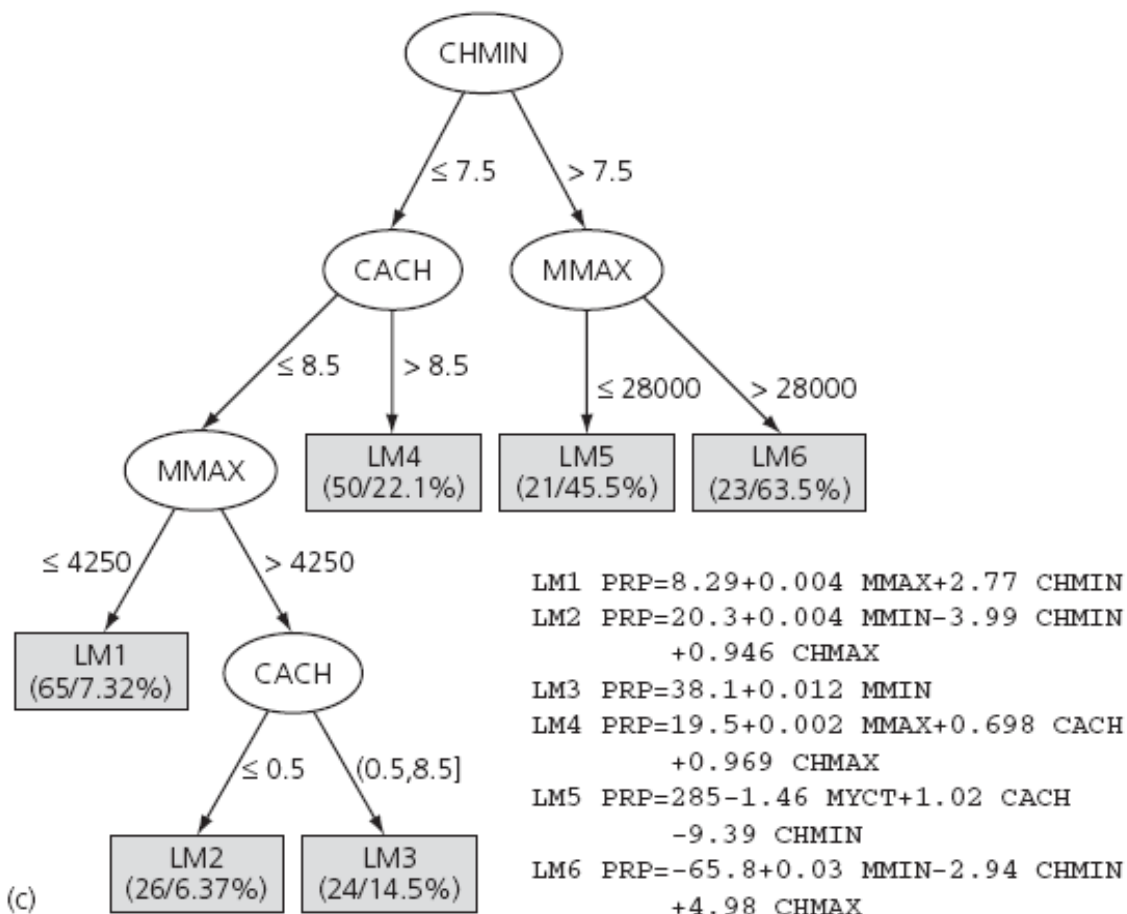 CHMIN
≤ 7.5
> 7.5
CACH
MMAX
≤ 8.5
> 8.5
≤ 28000
> 28000
MMAX
LM4
(50/22.1%)
LM5
(21/45.5%)
LM6
(23/63.5%)
≤ 4250
> 4250
LM1
(65/7.32%)
CACH
≤ 0.5
(0.5,8.5]
LM2
(26/6.37%)
LM3
(24/14.5%)
LM1 PRP=8.29+0.004 MMAX+2.77 CHMIN
LM2 PRP=20.3+0.004 MMIN-3.99 CHMIN
+0.946 CHMAX
LM3 PRP=38.1+0.012 MMIN
LM4 PRP=19.5+0.002 MMAX+0.698 CACH
+0.969 CHMAX
LM5 PRP=285-1.46 MYCT+1.02 CACH
-9.39 CHMIN
LM6 PRP=-65.8+0.03 MMIN-2.94 CHMIN
+4.98 CHMAX
(c)